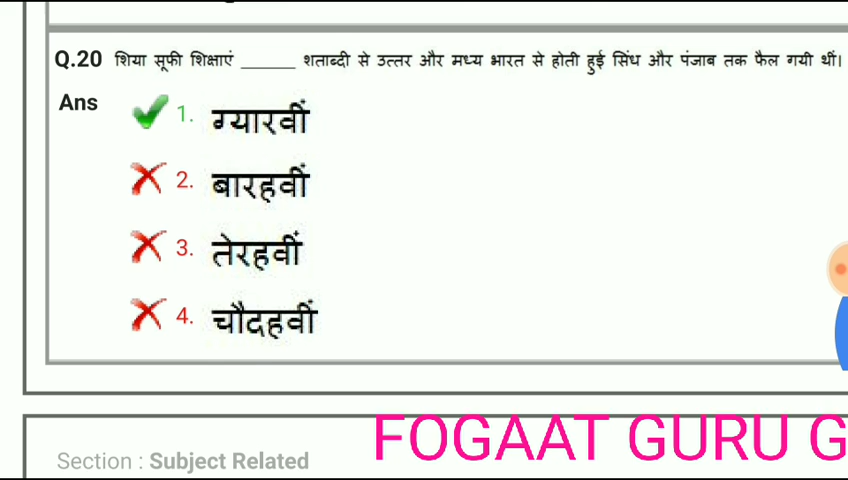 Q.20 शिया सूफी शिक्षाएं ______ शताब्दी से उत्तर और मध्य भारत से होती हुई सिंध और पंजाब तक फैल गयी थीं।
Ans
1. ग्यारवीं
2. बारहवीं
3. तेरहवीं
4. चौदहवीं
FOGAAT GURU G
Section : Subject Related